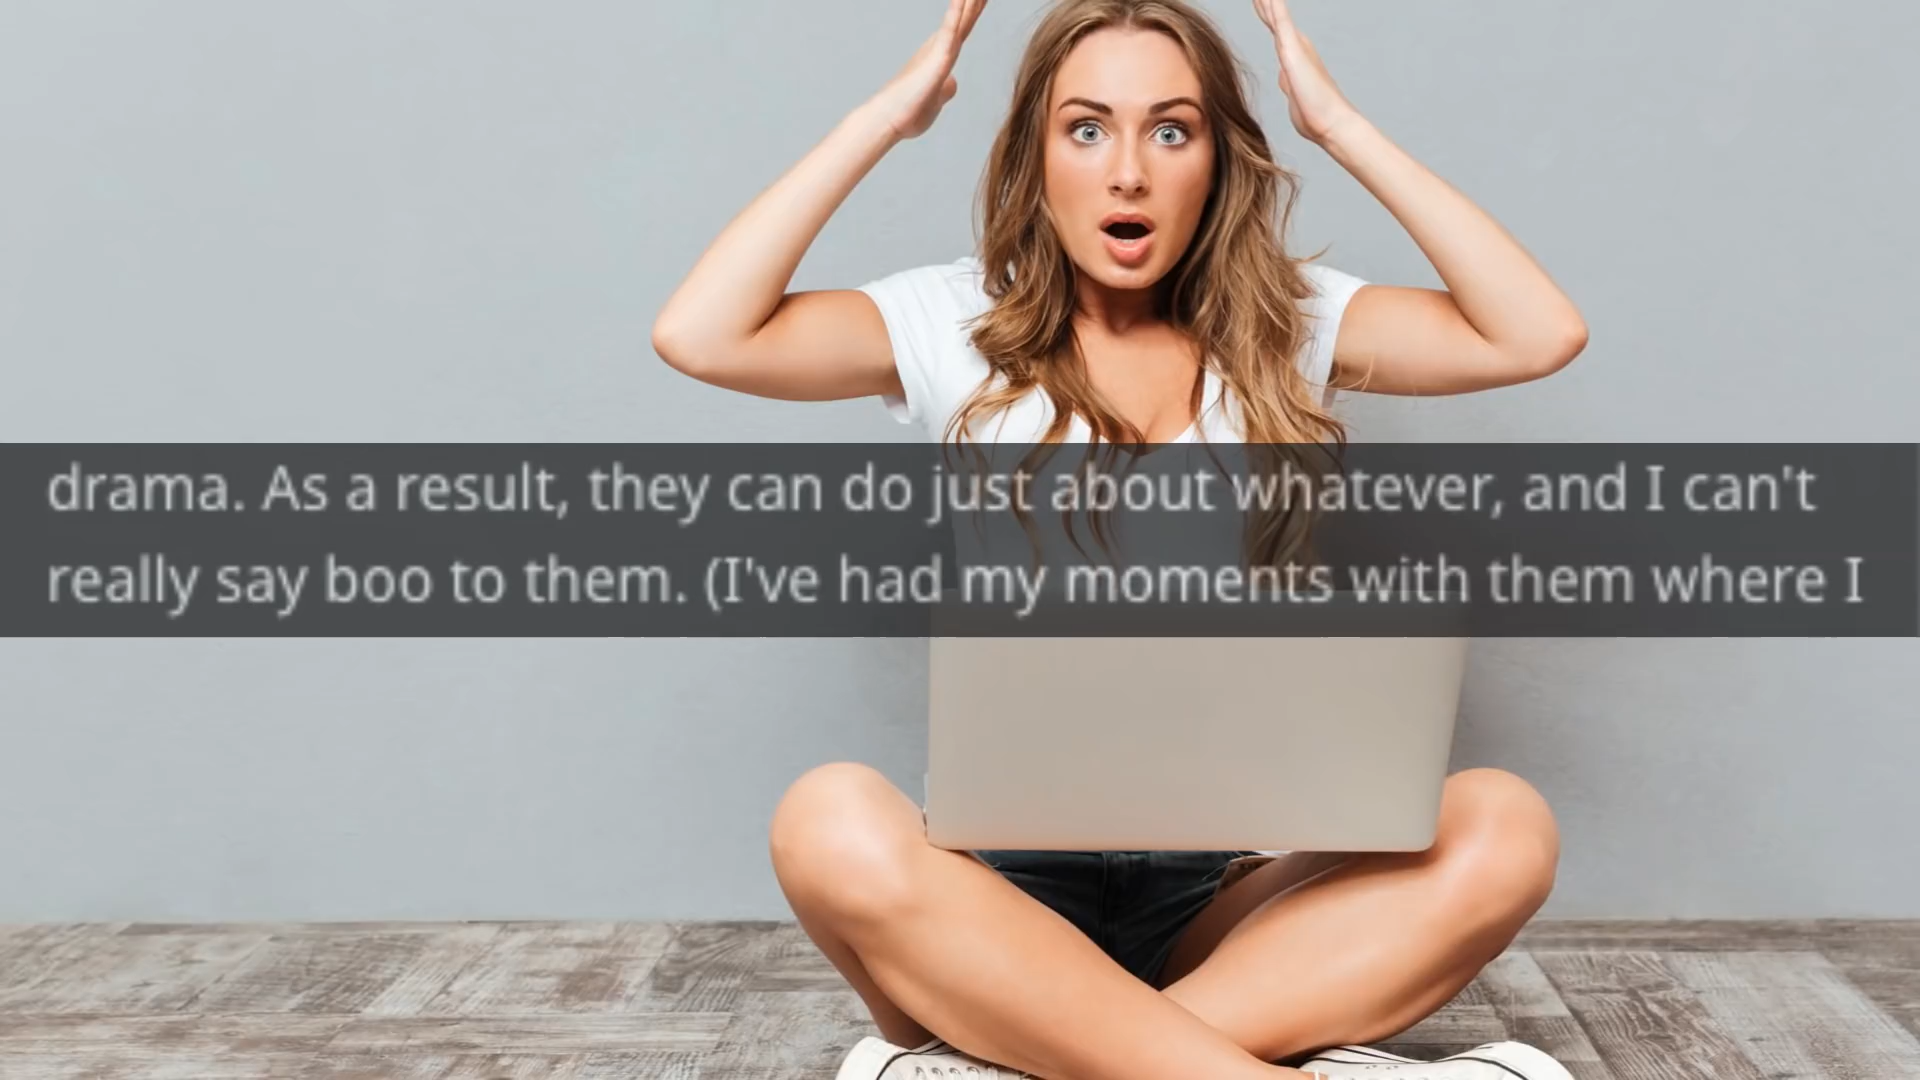 drama. As a result, they can do just about whatever, and I can't
really say boo to them. (I've had my moments with them where I